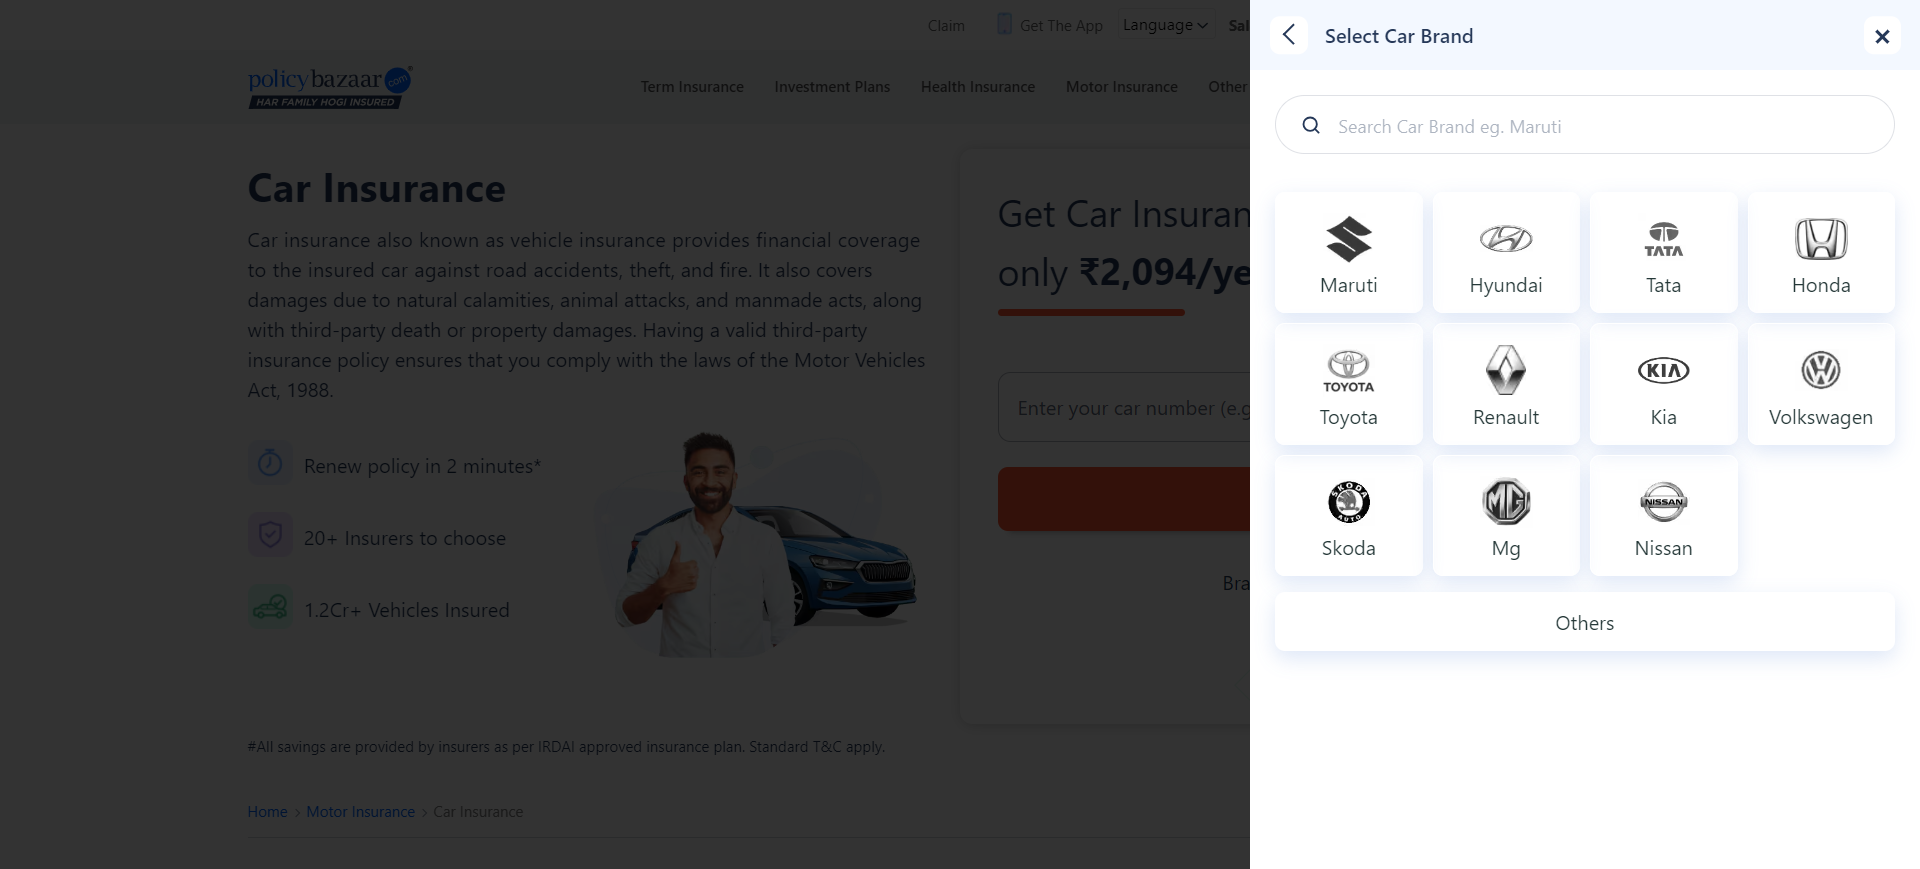 Claim
Get The App
Language
Sal
policybazaar.com®
HAR FAMILY HOGI INSURED
Term Insurance
Investment Plans
Health Insurance
Motor Insurance
Other
Car Insurance
Car insurance also known as vehicle insurance provides financial coverage
to the insured car against road accidents, theft, and fire. It also covers
damages due to natural calamities, animal attacks, and manmade acts, along
with third-party death or property damages. Having a valid third-party
insurance policy ensures that you comply with the laws of the Motor Vehicles
Act, 1988.
Renew policy in 2 minutes*
20+ Insurers to choose
1.2Cr+ Vehicles Insured
Get Car Insuran
only ₹2,094/ye
Enter your car number (e.g
Bra
#All savings are provided by insurers as per IRDAI approved insurance plan. Standard T&C apply.
Home > Motor Insurance > Car Insurance
Select Car Brand
Search Car Brand eg. Maruti
Maruti
TATA
Hyundai
Tata
Honda
TOYOTA
Toyota
Renault
KIA
Kia
Volkswagen
SKODA
AUTO
Skoda
MG
Mg
NISSAN
Nissan
Others